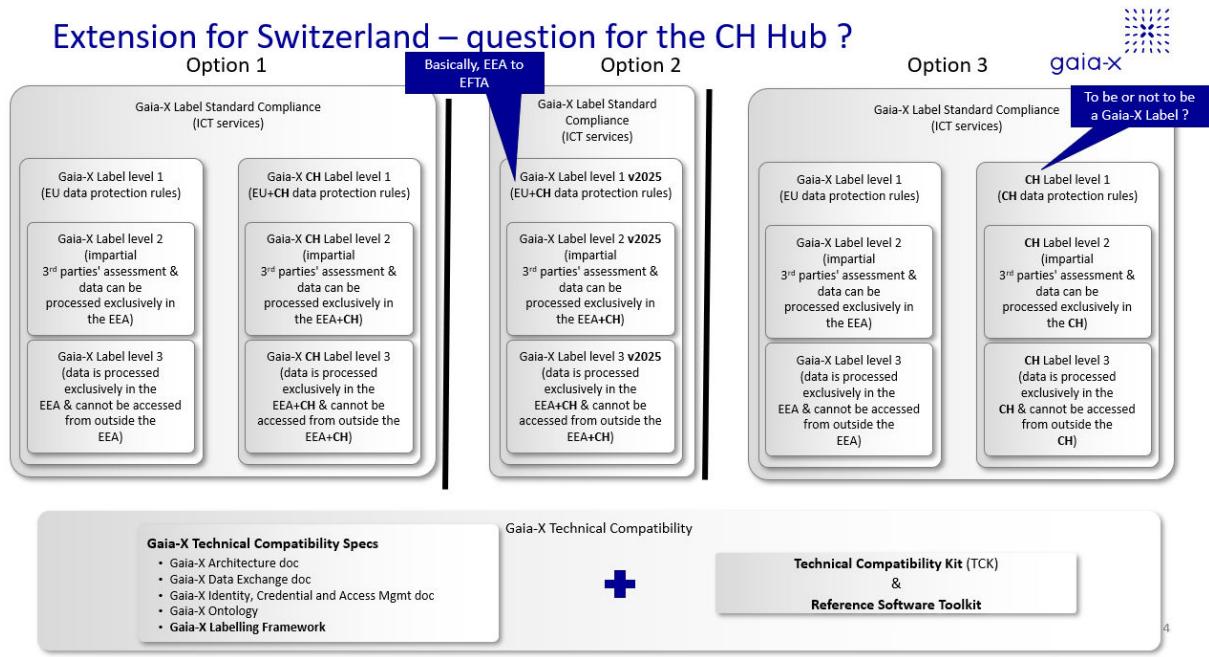 Extension for Switzerland – question for the CH Hub ?
gaia-x
Option 1
Basically, EEA to
EFTA
Option 2
Option 3
To be or not to be
a Gaia-X Label ?
Gaia-X Label Standard Compliance
(ICT services)
Gaia-X Label level 1
(EU data protection rules)
Gaia-X Label level 2
(impartial
3rd parties' assessment &
data can be
processed exclusively in
the EEA)
Gaia-X Label level 3
(data is processed
exclusively in the
EEA & cannot be accessed
from outside the
EEA)
Gaia-X CH Label level 1
(EU+CH data protection rules)
Gaia-X CH Label level 2
(impartial
3rd parties' assessment &
data can be
processed exclusively in
the EEA+CH)
Gaia-X CH Label level 3
(data is processed
exclusively in the
EEA+CH & cannot be
accessed from outside the
EEA+CH)
Gaia-X Label Standard
Compliance
(ICT services)
Gaia-X Label level 1 v2025
(EU+CH data protection rules)
Gaia-X Label level 2 v2025
(impartial
3rd parties' assessment &
data can be
processed exclusively in
the EEA+CH)
Gaia-X Label level 3 v2025
(data is processed
exclusively in the
EEA+CH & cannot be
accessed from outside the
EEA+CH)
Gaia-X Label Standard Compliance
(ICT services)
Gaia-X Label level 1
(EU data protection rules)
Gaia-X Label level 2
(impartial
3rd parties' assessment &
data can be
processed exclusively in
the EEA)
Gaia-X Label level 3
(data is processed
exclusively in the
EEA & cannot be accessed
from outside the
EEA)
CH Label level 1
(CH data protection rules)
CH Label level 2
(impartial
3rd parties' assessment &
data can be
processed exclusively in
the CH)
CH Label level 3
(data is processed
exclusively in the
CH & cannot be accessed
from outside the
CH)
Gaia-X Technical Compatibility
Gaia-X Technical Compatibility Specs
• Gaia-X Architecture doc
• Gaia-X Data Exchange doc
• Gaia-X Identity, Credential and Access Mgmt doc
• Gaia-X Ontology
• Gaia-X Labelling Framework
Technical Compatibility Kit (TCK)
&
Reference Software Toolkit
4